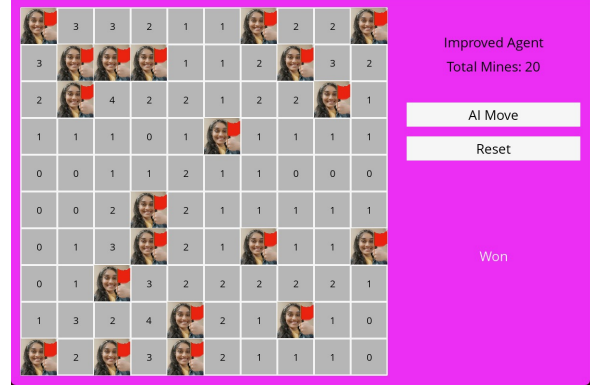 3 3 2 1 1 2 2
3 1 1 2 3 2
2 4 2 2 1 2 2 1
1 1 1 0 1 1 1 1 1
0 0 1 1 2 1 1 0 0 0
0 0 2 2 1 1 1 1 1
0 1 3 2 1 1 1
0 1 3 2 2 2 2 2 1
1 3 2 4 2 1 1 0
2 3 2 1 1 1 0
Improved Agent
Total Mines: 20
AI Move
Reset
Won